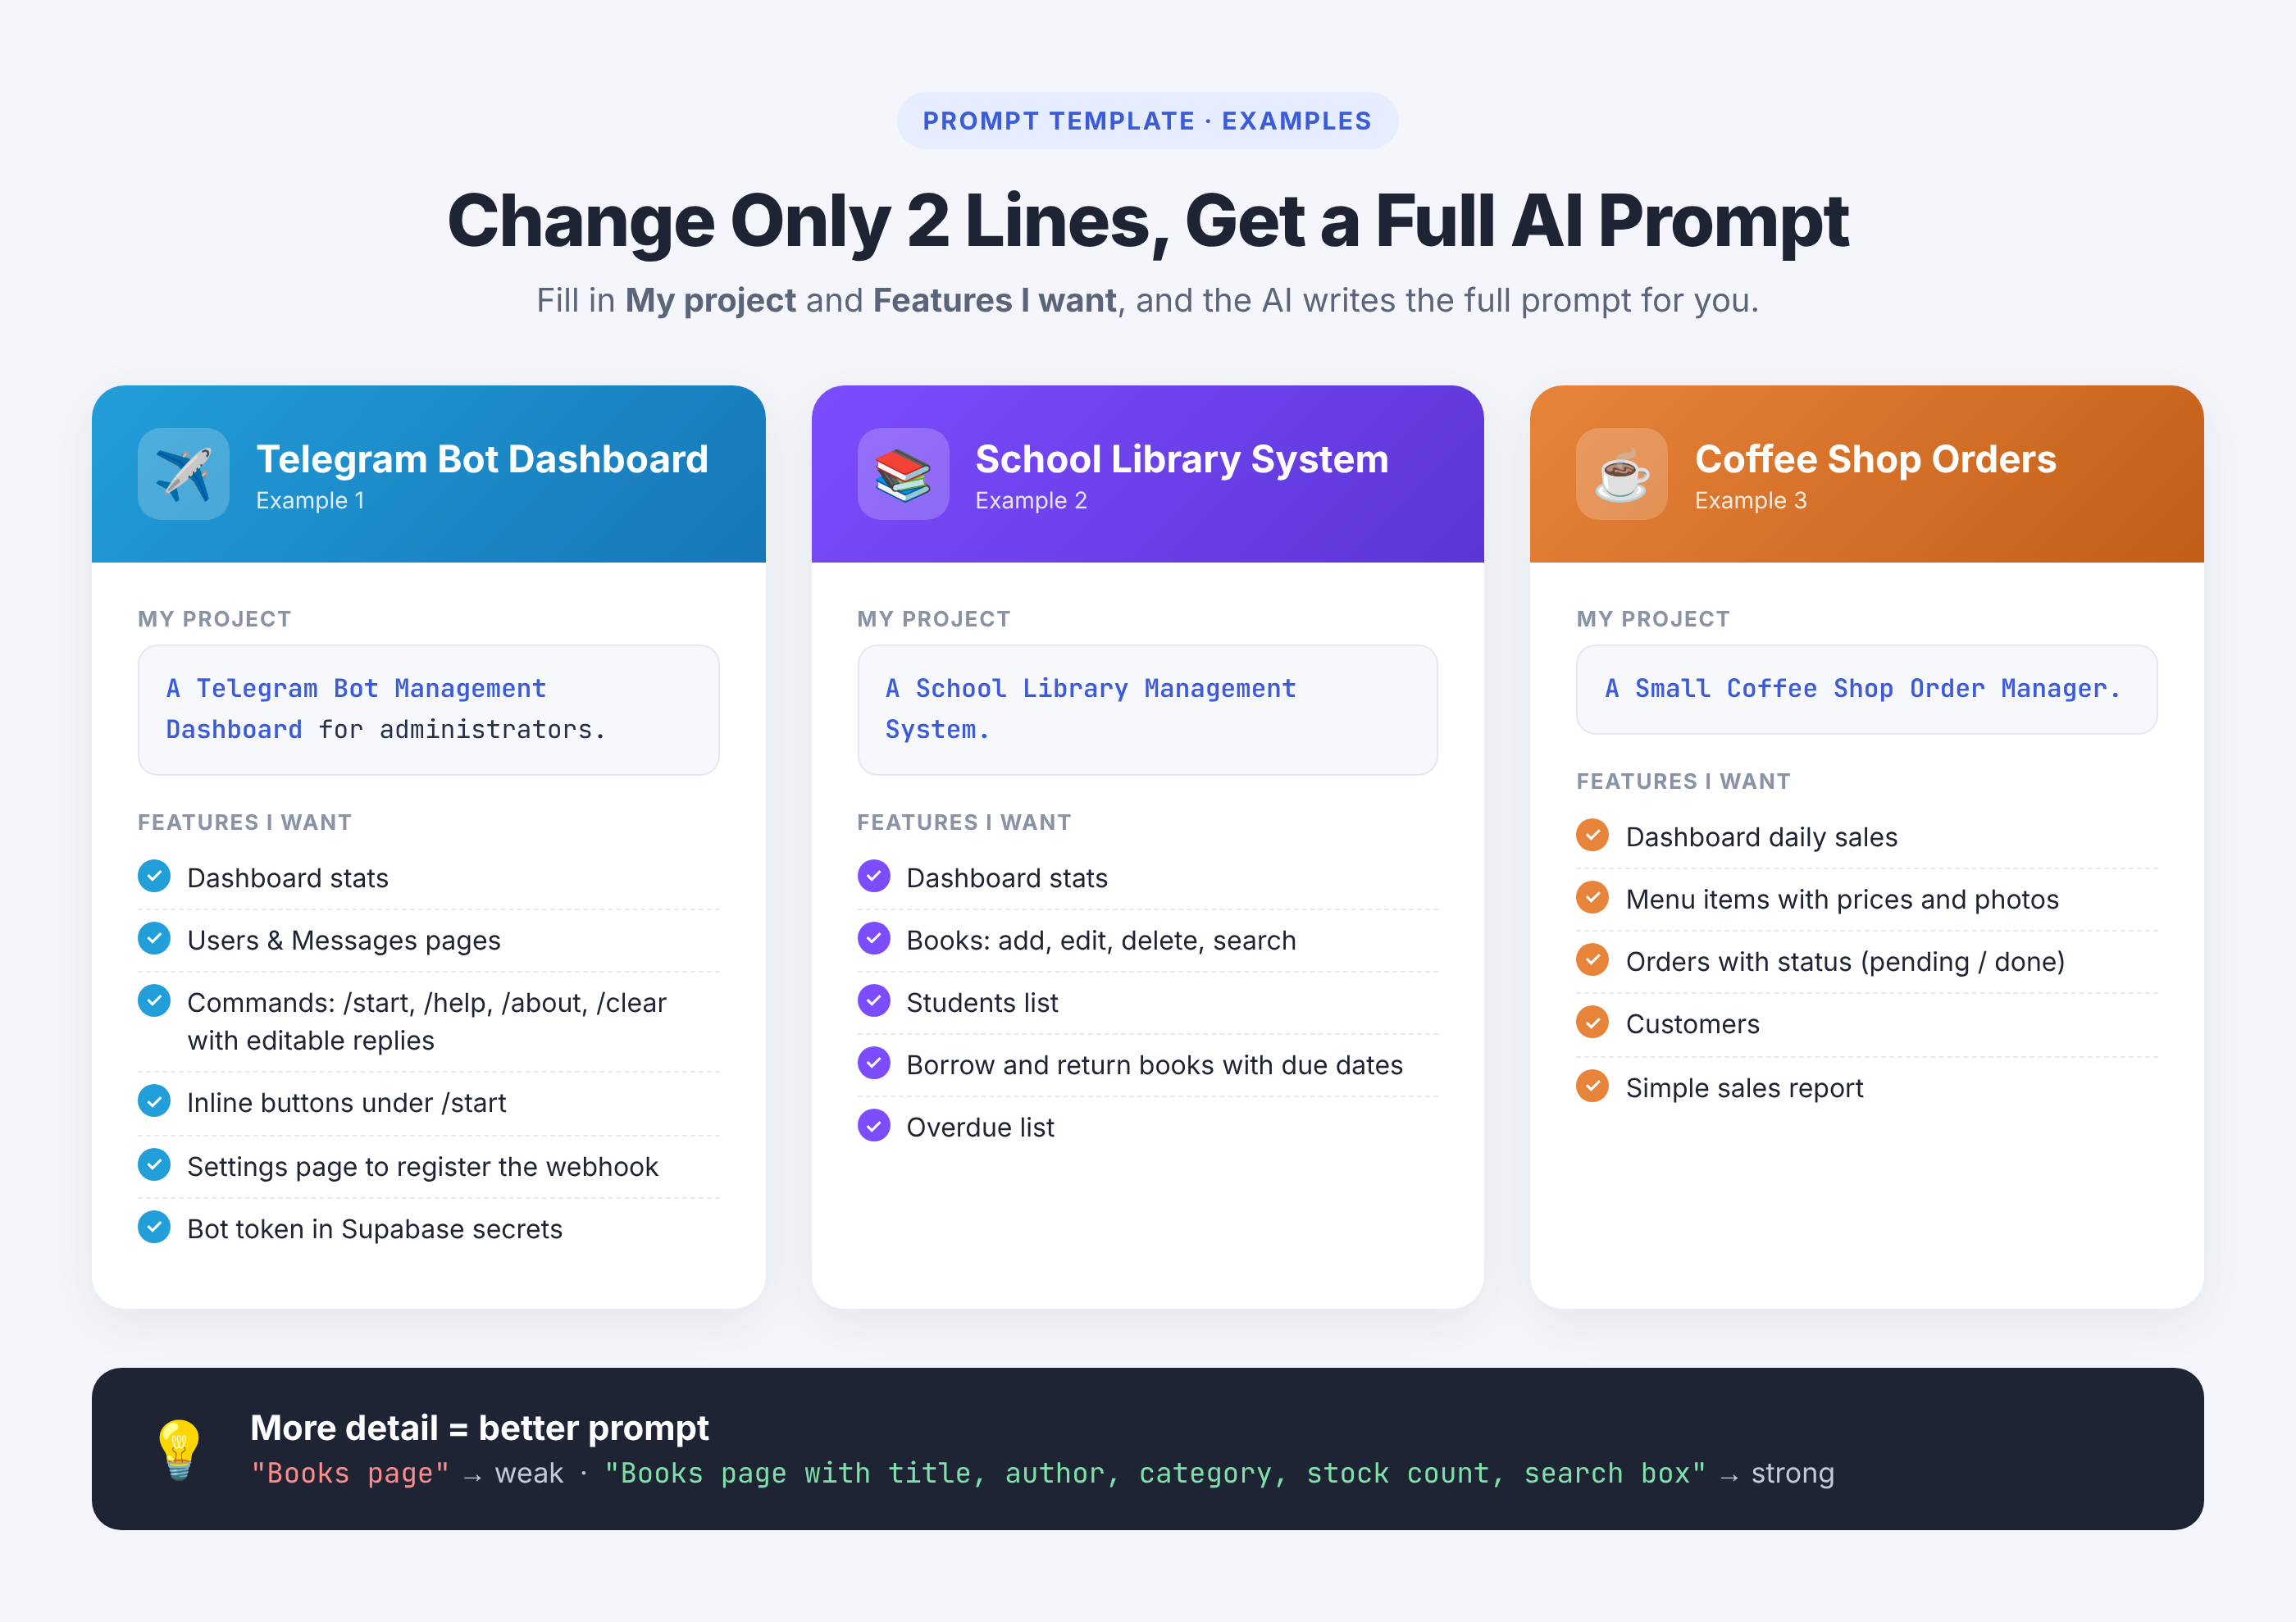 PROMPT TEMPLATE · EXAMPLES
Change Only 2 Lines, Get a Full AI Prompt
Fill in My project and Features I want, and the AI writes the full prompt for you.
Telegram Bot Dashboard
Example 1
MY PROJECT
A Telegram Bot Management
Dashboard for administrators.
FEATURES I WANT
Dashboard stats
Users & Messages pages
Commands: /start, /help, /about, /clear
with editable replies
Inline buttons under /start
Settings page to register the webhook
Bot token in Supabase secrets
School Library System
Example 2
MY PROJECT
A School Library Management
System.
FEATURES I WANT
Dashboard stats
Books: add, edit, delete, search
Students list
Borrow and return books with due dates
Overdue list
Coffee Shop Orders
Example 3
MY PROJECT
A Small Coffee Shop Order Manager.
FEATURES I WANT
Dashboard daily sales
Menu items with prices and photos
Orders with status (pending / done)
Customers
Simple sales report
More detail = better prompt
"Books page" → weak · "Books page with title, author, category, stock count, search box" → strong